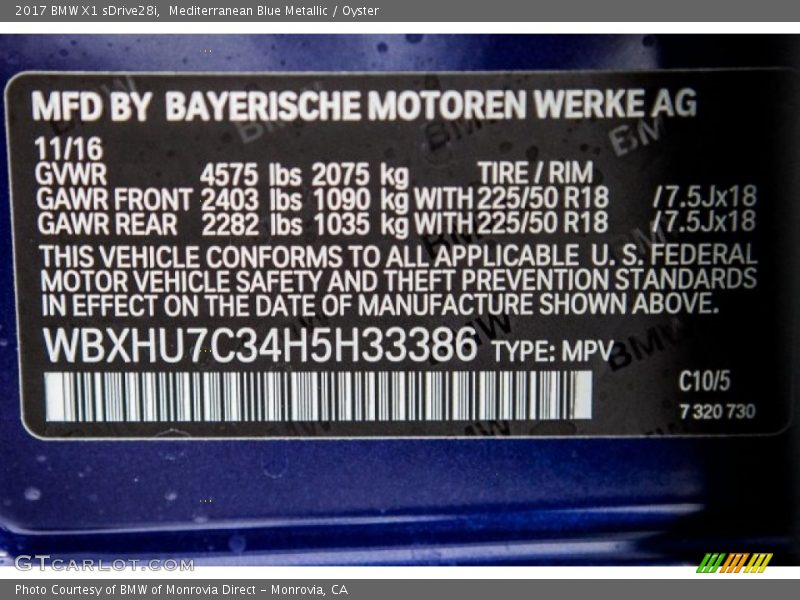 2017 BMW X1 sDrive28i, Mediterranean Blue Metallic / Oyster
MFD BY BAYERISCHE MOTOREN WERKE AG
11/16
GVWR 4575 lbs 2075 kg TIRE / RIM
GAWR FRONT 2403 lbs 1090 kg WITH 225/50 R18 /7.5Jx18
GAWR REAR 2282 lbs 1035 kg WITH 225/50 R18 /7.5Jx18
THIS VEHICLE CONFORMS TO ALL APPLICABLE U. S. FEDERAL
MOTOR VEHICLE SAFETY AND THEFT PREVENTION STANDARDS
IN EFFECT ON THE DATE OF MANUFACTURE SHOWN ABOVE.
WBXHU7C34H5H33386 TYPE: MPV
C10/5
7 320 730
GTCARLOT.COM
Photo Courtesy of BMW of Monrovia Direct - Monrovia, CA